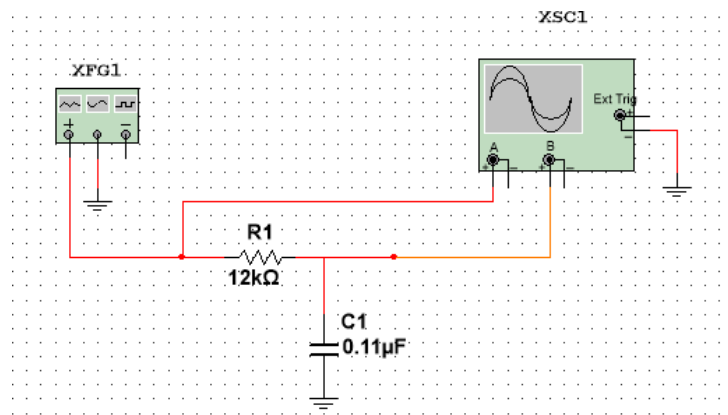 XSC1
XFG1
Ext Trig
+
+
−
−
A
B
+
−
+
−
R1
12kΩ
C1
0.11µF